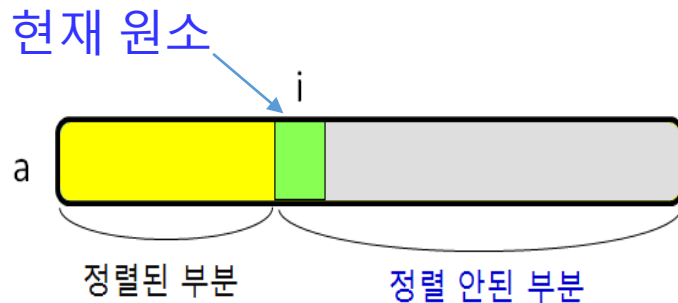 현재 원소
i
a
정렬된 부분
정렬 안된 부분